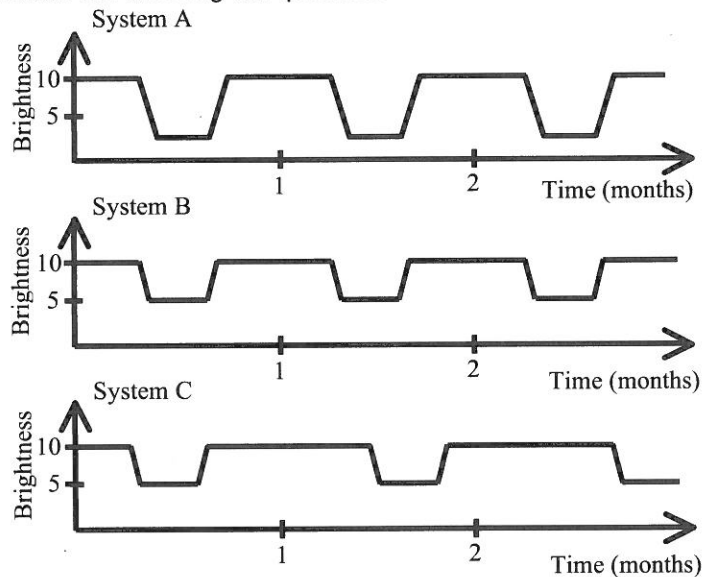 System A
Brightness
10
5
1
2
Time (months)
System B
Brightness
10
5
1
2
Time (months)
System C
Brightness
10
5
1
2
Time (months)